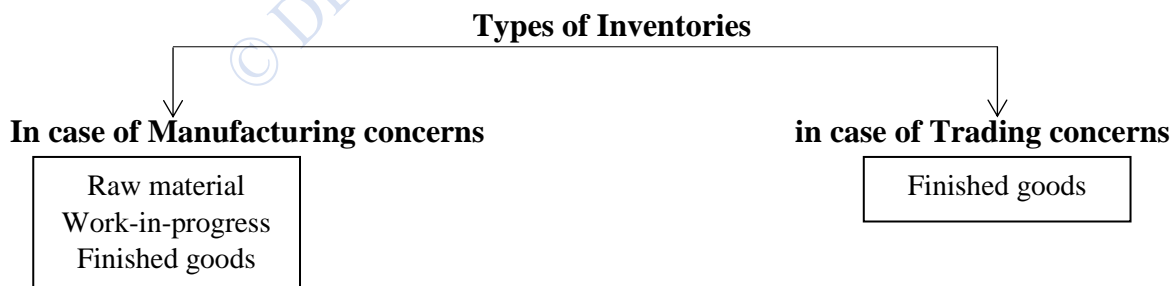 Types of Inventories
In case of Manufacturing concerns
in case of Trading concerns
Raw material
Work-in-progress
Finished goods
Finished goods
©